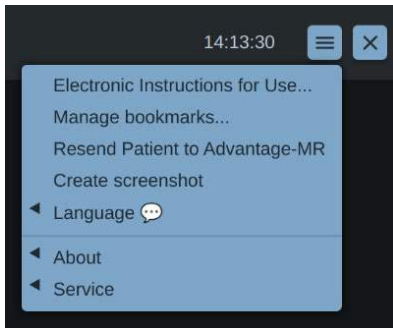 14:13:30
Electronic Instructions for Use...
Manage bookmarks...
Resend Patient to Advantage-MR
Create screenshot
Language 💬
About
Service